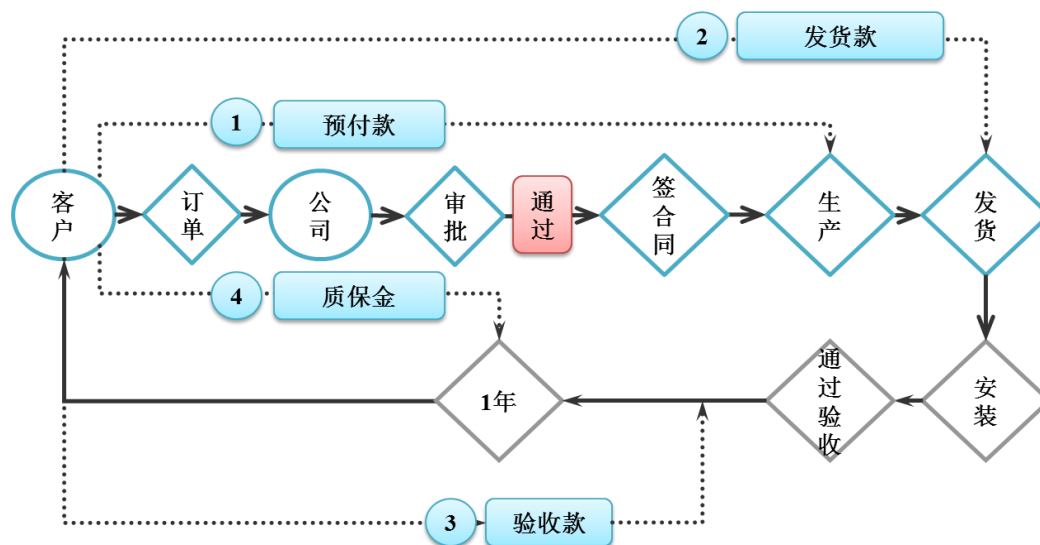 2
发货款
1
预付款
客户
订单
公司
审批
通过
签合同
生产
发货
4
质保金
1年
通过验收
安装
3
验收款